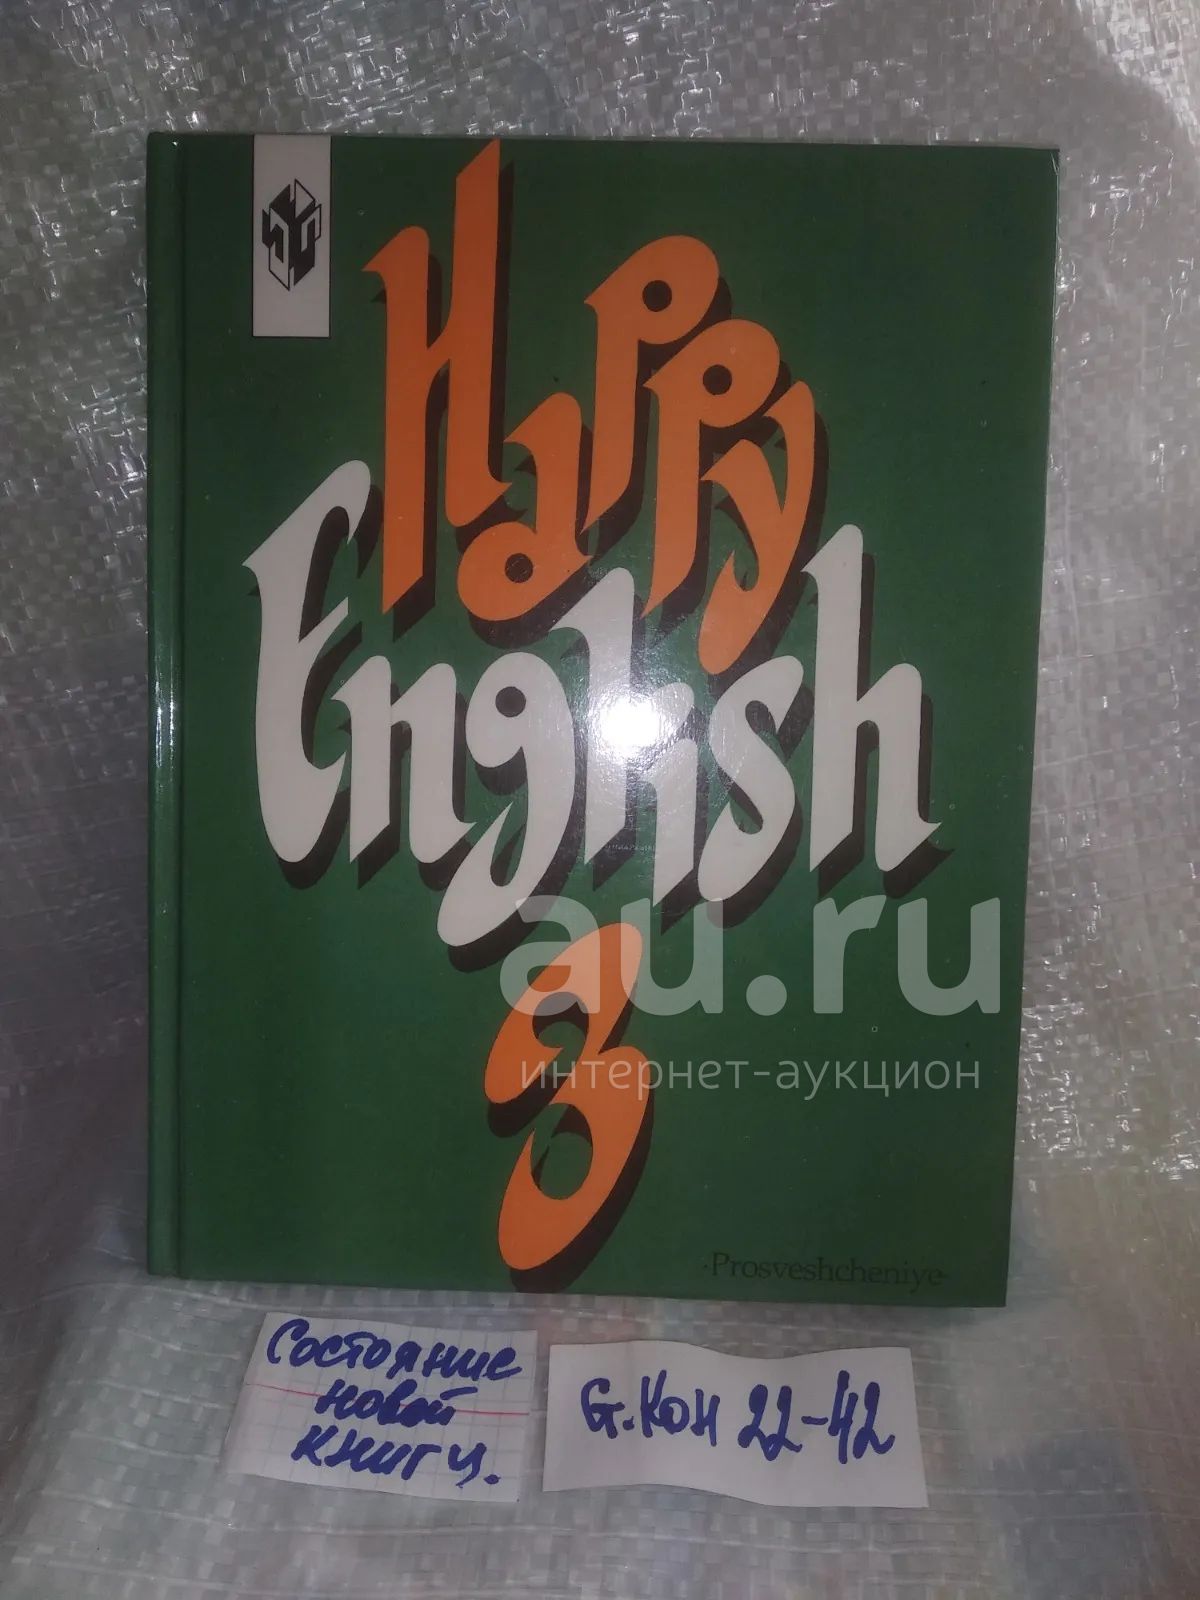 Happy
English
3
au.ru
интернет-аукцион
·Prosveshcheniye·
Состояние
новой
книги.
G.Кон 22-42